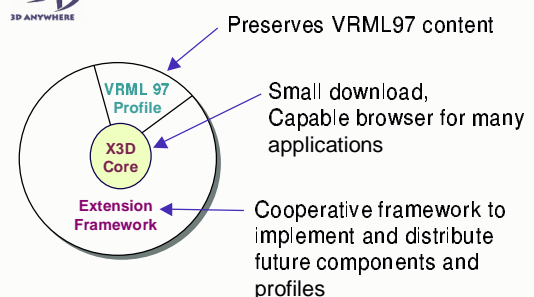 3D ANYWHERE
Preserves VRML97 content
VRML 97
Profile
Small download,
Capable browser for many
applications
X3D
Core
Extension
Framework
Cooperative framework to
implement and distribute
future components and
profiles